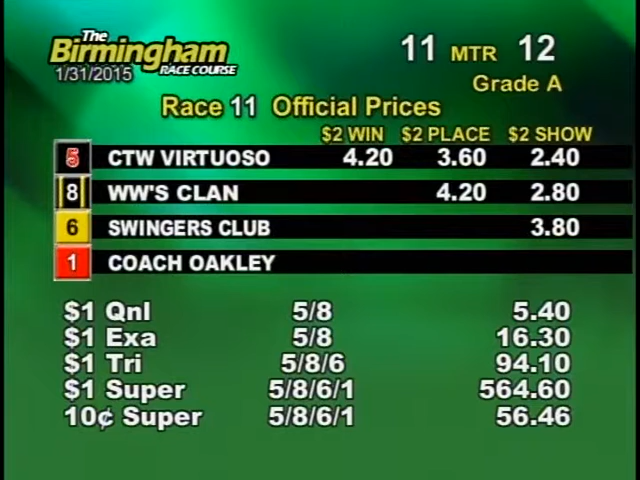 The
Birmingham
RACE COURSE
1/31/2015
11 MTR 12
Grade A
Race 11 Official Prices
$2 WIN $2 PLACE $2 SHOW
5 CTW VIRTUOSO 4.20 3.60 2.40
8 WW'S CLAN 4.20 2.80
6 SWINGERS CLUB 3.80
1 COACH OAKLEY
$1 Qnl 5/8 5.40
$1 Exa 5/8 16.30
$1 Tri 5/8/6 94.10
$1 Super 5/8/6/1 564.60
10¢ Super 5/8/6/1 56.46